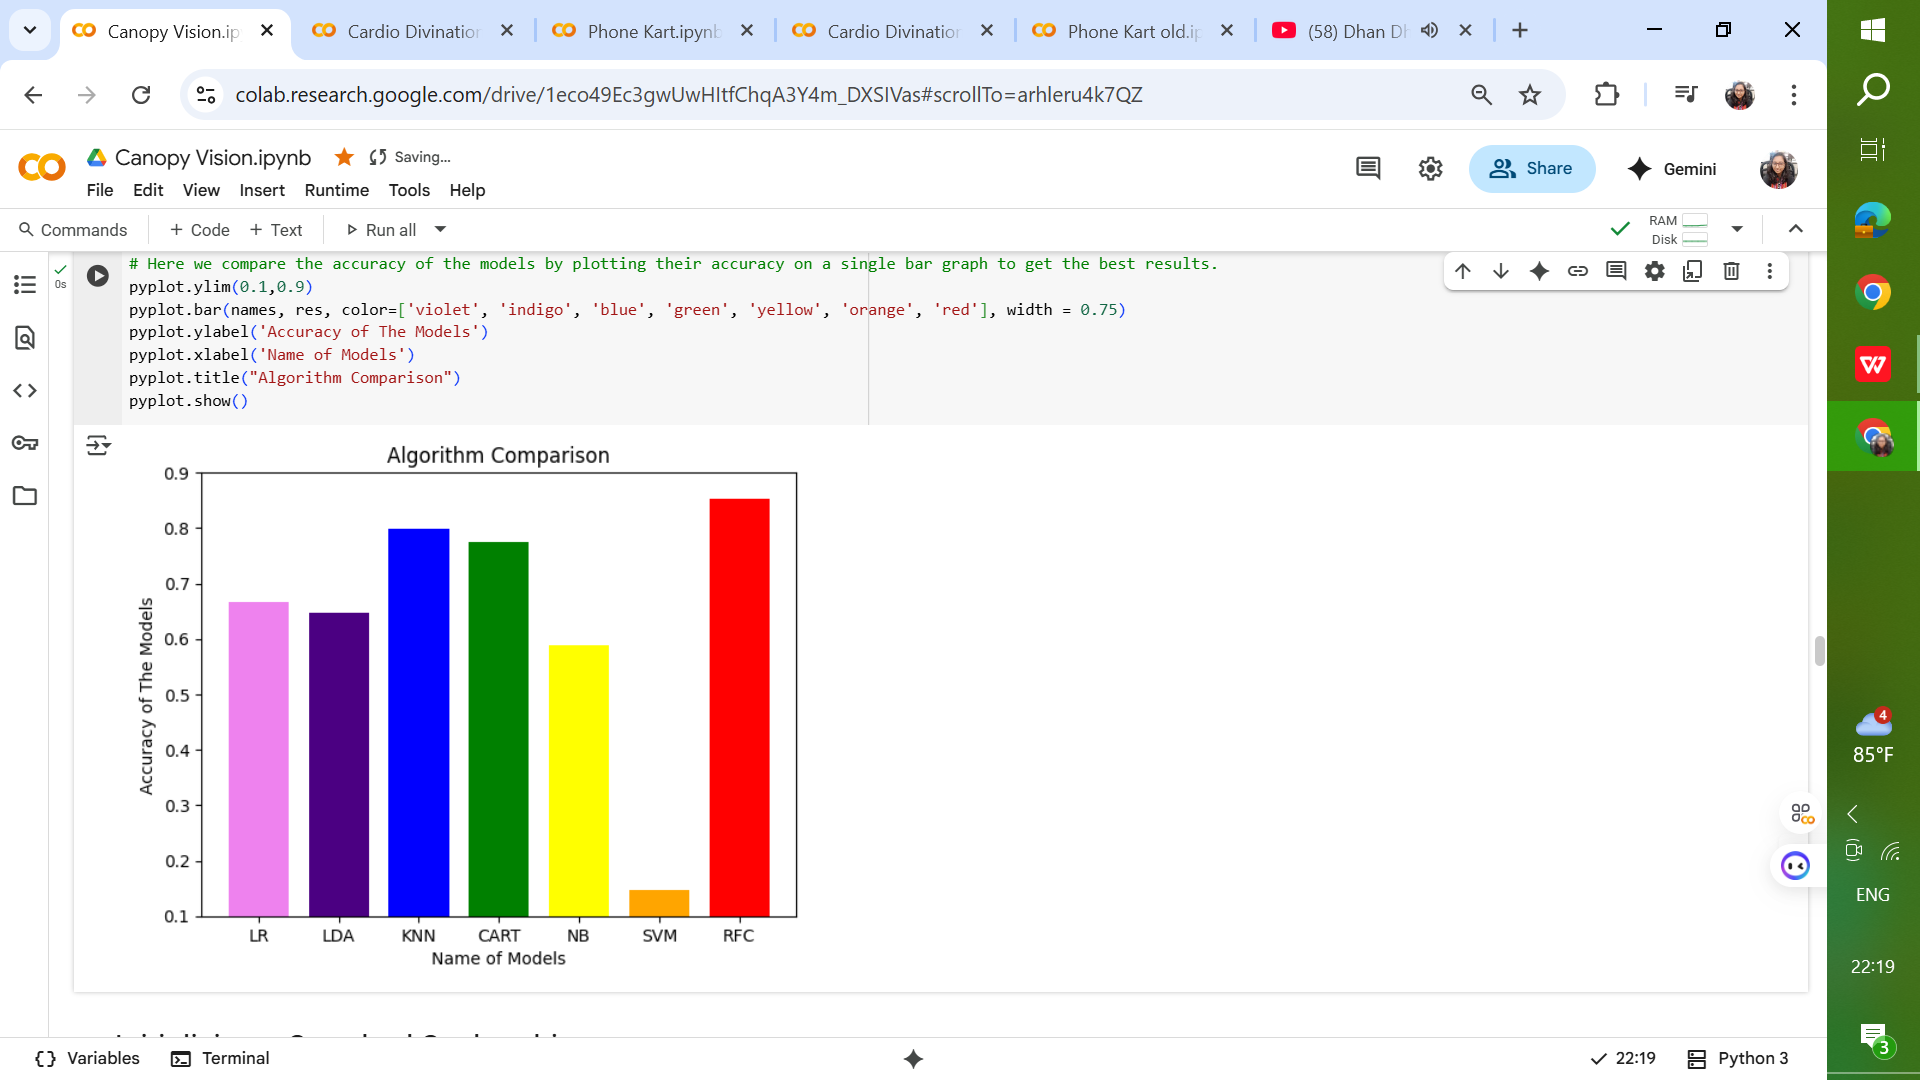 Canopy Vision.ip
Cardio Divination
Phone Kart.ipynb
Cardio Divination
Phone Kart old.ip
(58) Dhan Dh
colab.research.google.com/drive/1eco49Ec3gwUwHItfChqA3Y4m_DXSIVas#scrollTo=arhleru4k7QZ
Canopy Vision.ipynb Saving...
File Edit View Insert Runtime Tools Help
Share
Gemini
Commands + Code + Text Run all
RAM
Disk
0s
# Here we compare the accuracy of the models by plotting their accuracy on a single bar graph to get the best results.
pyplot.ylim(0.1,0.9)
pyplot.bar(names, res, color=['violet', 'indigo', 'blue', 'green', 'yellow', 'orange', 'red'], width = 0.75)
pyplot.ylabel('Accuracy of The Models')
pyplot.xlabel('Name of Models')
pyplot.title("Algorithm Comparison")
pyplot.show()
Algorithm Comparison
0.9
0.8
0.7
0.6
0.5
0.4
0.3
0.2
0.1
Accuracy of The Models
LR LDA KNN CART NB SVM RFC
Name of Models
Variables Terminal
22:19 Python 3
4
85°F
ENG
22:19
3